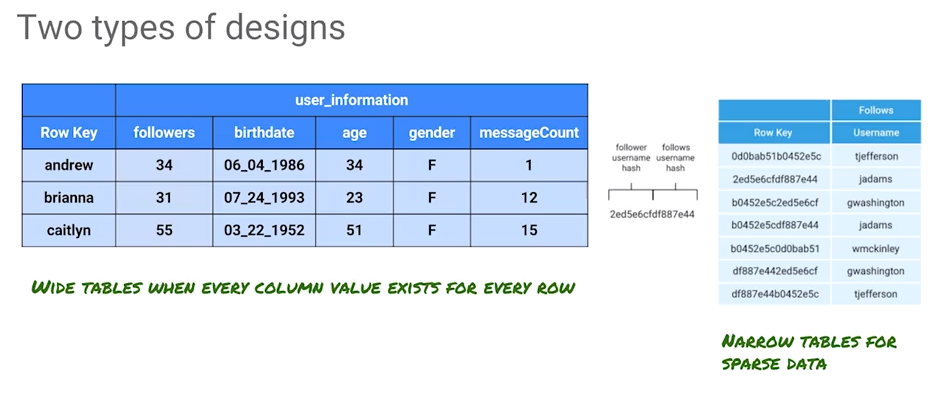 Two types of designs
user_information
Row Key followers birthdate age gender messageCount
andrew 34 06_04_1986 34 F 1
brianna 31 07_24_1993 23 F 12
caitlyn 55 03_22_1952 51 F 15
Wide tables when every column value exists for every row
follower follows
username username
hash hash
2ed5e6cfdf887e44
Follows
Row Key Username
0d0bab51b0452e5c tjefferson
2ed5e6cfdf887e44 jadams
b0452e5c2ed5e6cf gwashington
b0452e5cdf887e44 jadams
b0452e5c0d0bab51 wmckinley
df887e442ed5e6cf gwashington
df887e44b0452e5c tjefferson
Narrow tables for
sparse data